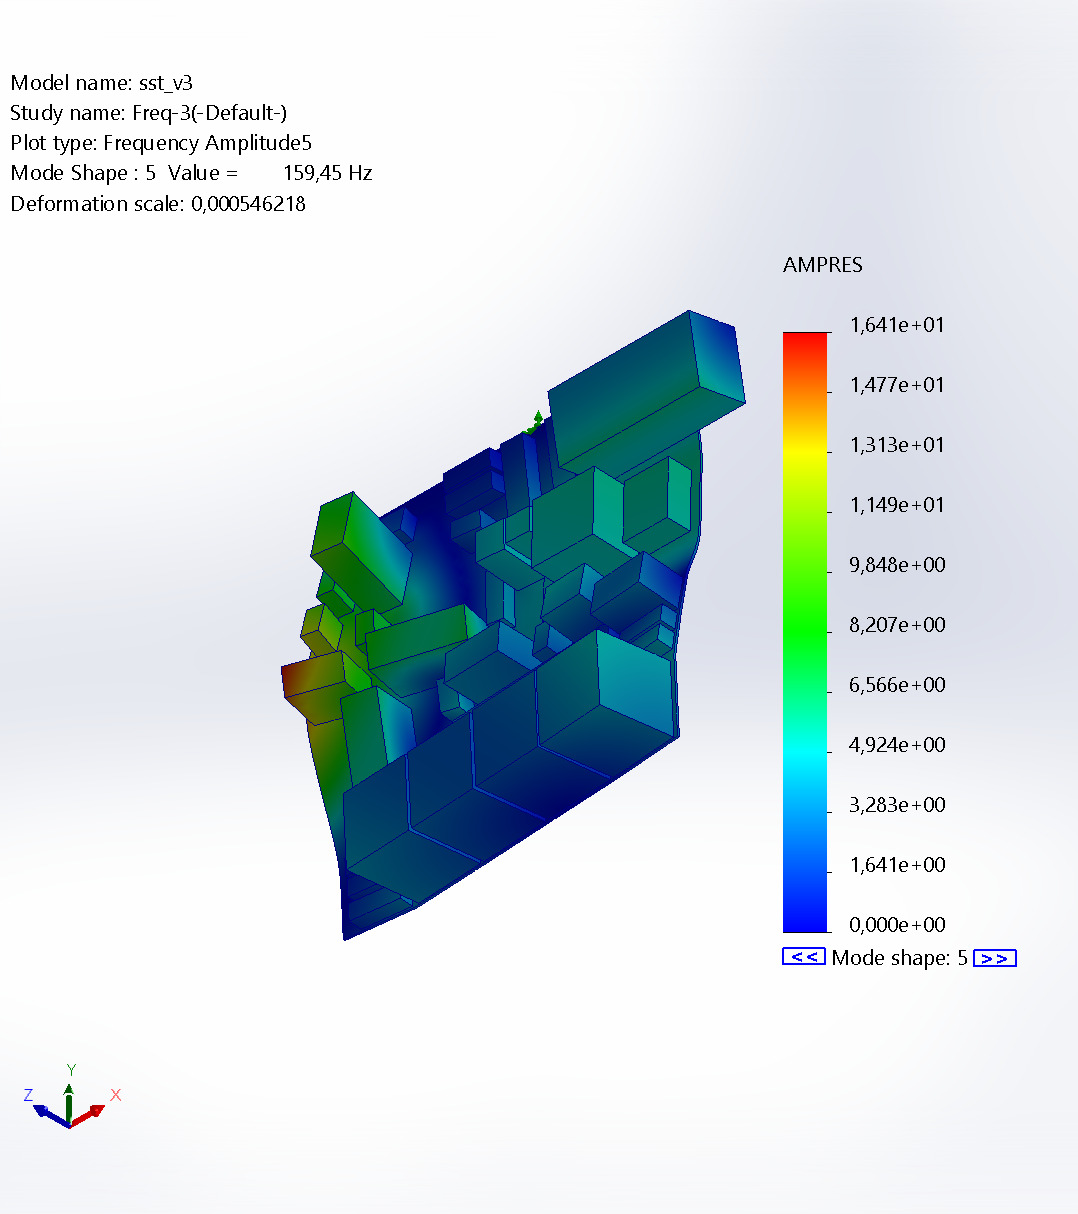 Model name: sst_v3
Study name: Freq-3(-Default-)
Plot type: Frequency Amplitude5
Mode Shape : 5 Value = 159,45 Hz
Deformation scale: 0,000546218
AMPRES
1,641e+01
1,477e+01
1,313e+01
1,149e+01
9,848e+00
8,207e+00
6,566e+00
4,924e+00
3,283e+00
1,641e+00
0,000e+00
<< Mode shape: 5 >>
Y
Z
X